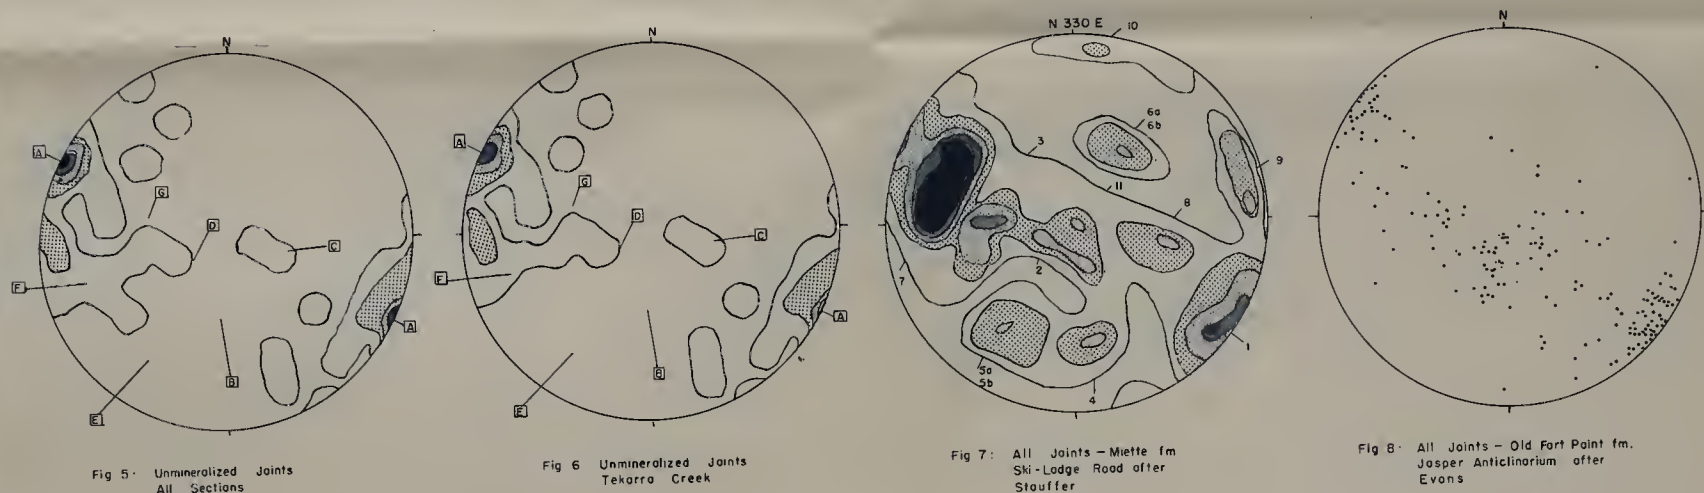 N
A
G
D
C
F
A
B
E
Fig 5· Unmineralized Joints
All Sections
N
A
G
D
C
F
A
B
E
Fig 6 Unmineralized Joints
Tekarra Creek
N 330 E
10
6a
6b
3
9
11
8
7
2
1
5a
5b
4
Fig 7: All Joints – Miette fm
Ski-Lodge Road after
Stauffer
N
Fig 8· All Joints – Old Fort Point fm.
Jasper Anticlinorium after
Evans